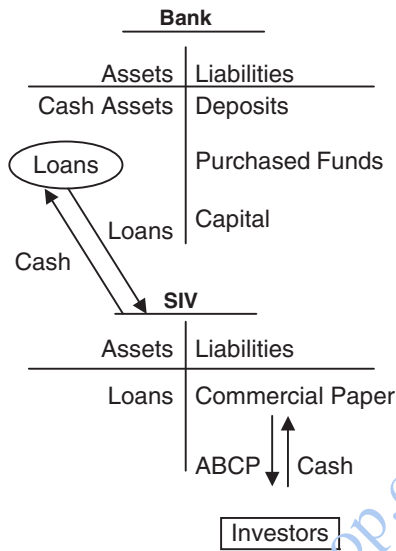 Bank
Assets Liabilities
Cash Assets Deposits
Loans Purchased Funds
Loans Capital
Cash
SIV
Assets Liabilities
Loans Commercial Paper
ABCP Cash
Investors